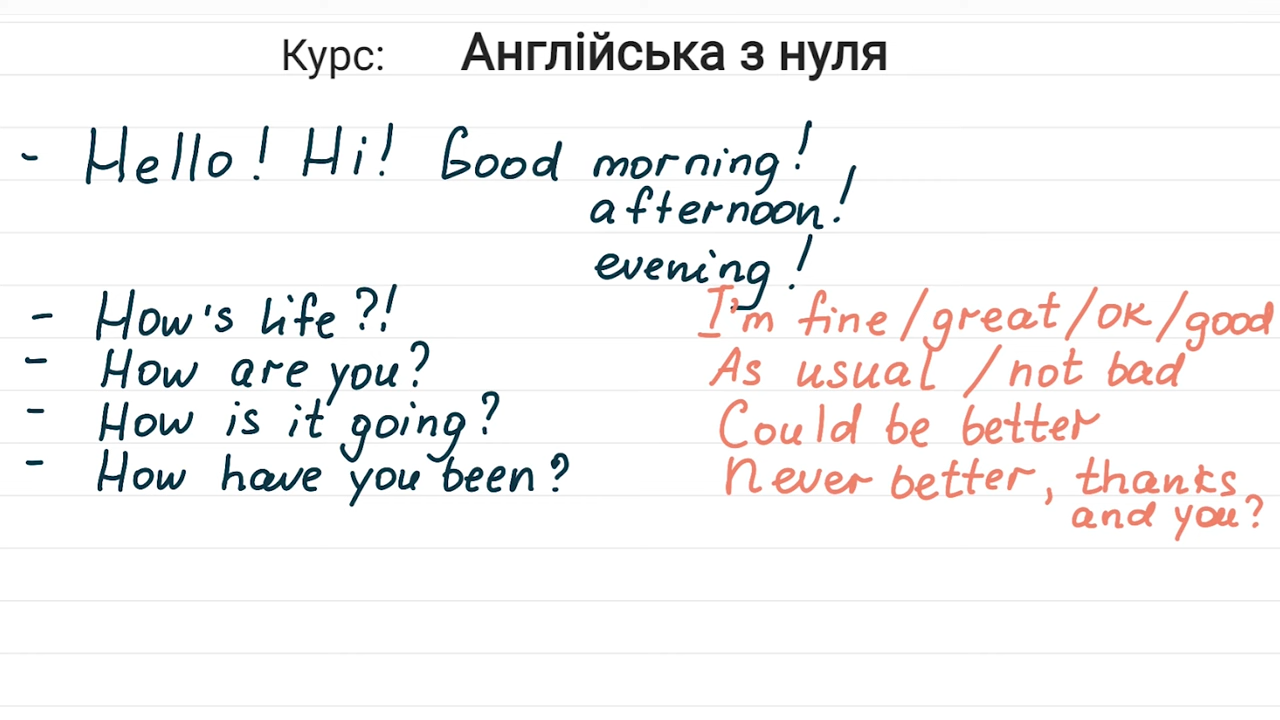 Курс: Англійська з нуля
- Hello! Hi! Good morning!
afternoon!
evening!
- How's life?! I'm fine/great/OK/good
- How are you? As usual/not bad
- How is it going? Could be better
- How have you been? Never better, thanks
and you?